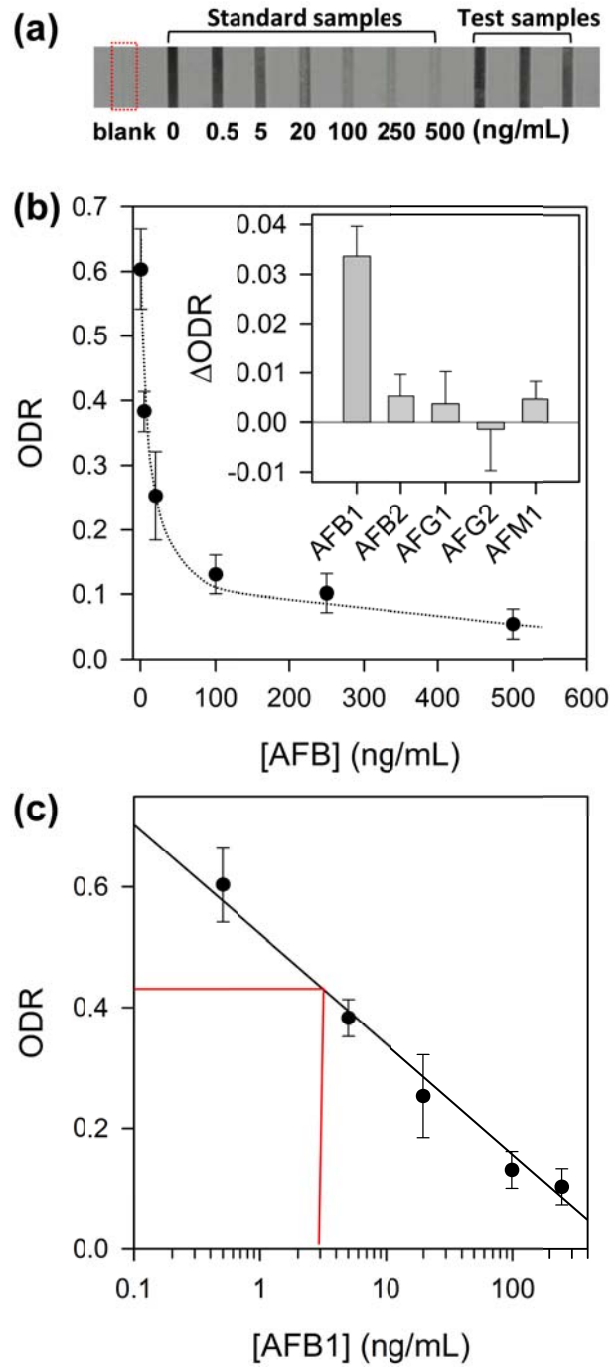 (a)
Standard samples
Test samples
blank 0 0.5 5 20 100 250 500 (ng/mL)
(b)
0.7
0.6
0.5
0.4
0.3
0.2
0.1
0.0
ODR
0 100 200 300 400 500 600
[AFB] (ng/mL)
0.04
0.03
0.02
0.01
0.00
-0.01
ΔODR
AFB1
AFB2
AFG1
AFG2
AFM1
(c)
0.6
0.4
0.2
0.0
ODR
0.1 1 10 100
[AFB1] (ng/mL)